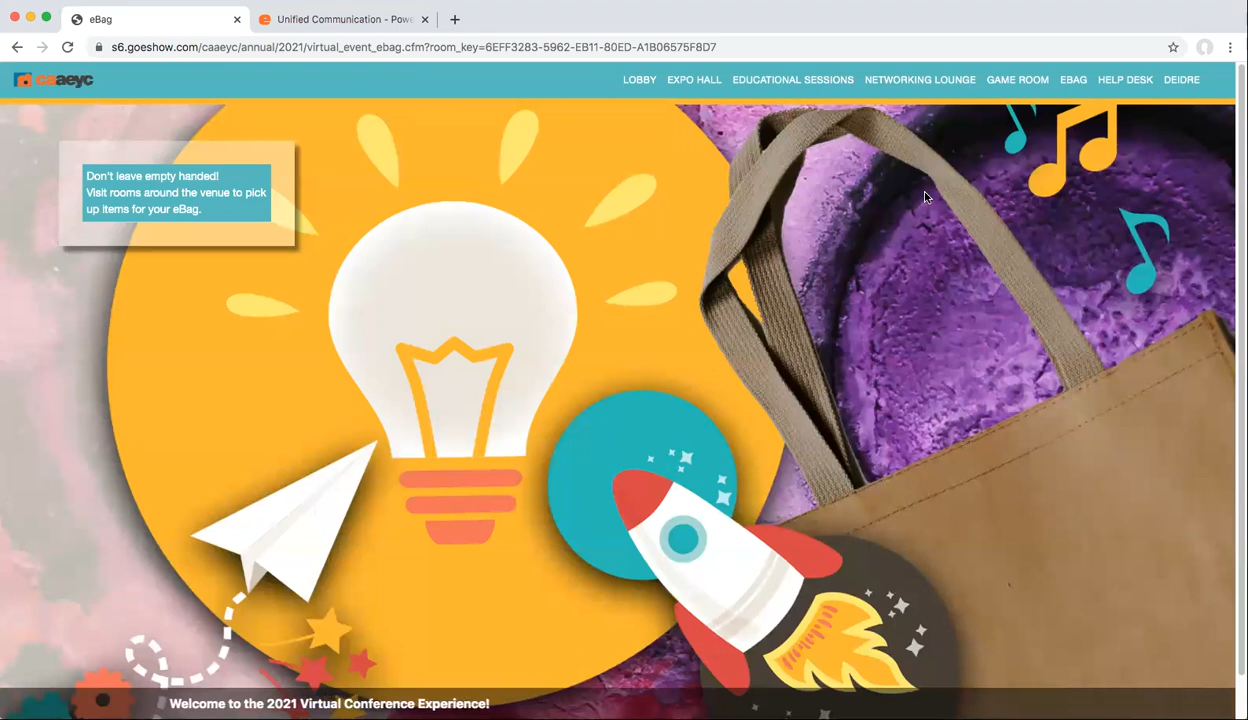 eBag
Unified Communication - Powe
s6.goeshow.com/caaeyc/annual/2021/virtual_event_ebag.cfm?room_key=6EFF3283-5962-EB11-80ED-A1B06575F8D7
caaeyc
LOBBY EXPO HALL EDUCATIONAL SESSIONS NETWORKING LOUNGE GAME ROOM EBAG HELP DESK DEIDRE
Don't leave empty handed!
Visit rooms around the venue to pick
up items for your eBag.
Welcome to the 2021 Virtual Conference Experience!